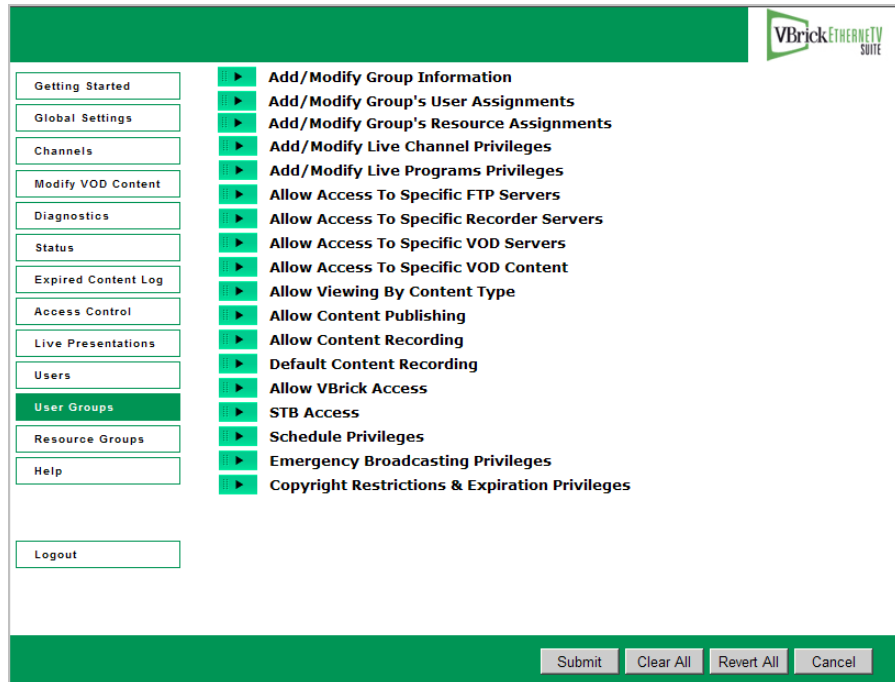 VBrick ETHERNETV
SUITE
Getting Started
Global Settings
Channels
Modify VOD Content
Diagnostics
Status
Expired Content Log
Access Control
Live Presentations
Users
User Groups
Resource Groups
Help
Logout
Add/Modify Group Information
Add/Modify Group's User Assignments
Add/Modify Group's Resource Assignments
Add/Modify Live Channel Privileges
Add/Modify Live Programs Privileges
Allow Access To Specific FTP Servers
Allow Access To Specific Recorder Servers
Allow Access To Specific VOD Servers
Allow Access To Specific VOD Content
Allow Viewing By Content Type
Allow Content Publishing
Allow Content Recording
Default Content Recording
Allow VBrick Access
STB Access
Schedule Privileges
Emergency Broadcasting Privileges
Copyright Restrictions & Expiration Privileges
Submit
Clear All
Revert All
Cancel